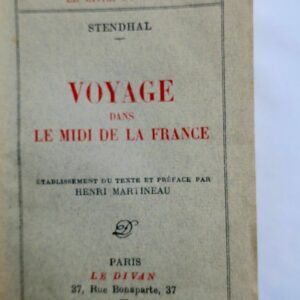 STENDHAL
VOYAGE
DANS
LE MIDI DE LA FRANCE
ÉTABLISSEMENT DU TEXTE ET PRÉFACE PAR
HENRI MARTINEAU
PARIS
LE DIVAN
37, Rue Bonaparte, 37